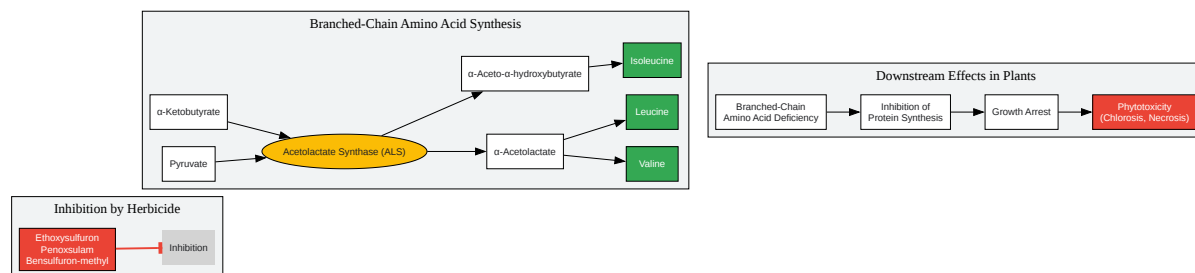 Branched-Chain Amino Acid Synthesis
α-Ketobutyrate
Pyruvate
Acetolactate Synthase (ALS)
α-Aceto-α-hydroxybutyrate
α-Acetolactate
Isoleucine
Leucine
Valine
Downstream Effects in Plants
Branched-Chain
Amino Acid Deficiency
Inhibition of
Protein Synthesis
Growth Arrest
Phytotoxicity
(Chlorosis, Necrosis)
Inhibition by Herbicide
Ethoxysulfuron
Penoxsulam
Bensulfuron-methyl
Inhibition